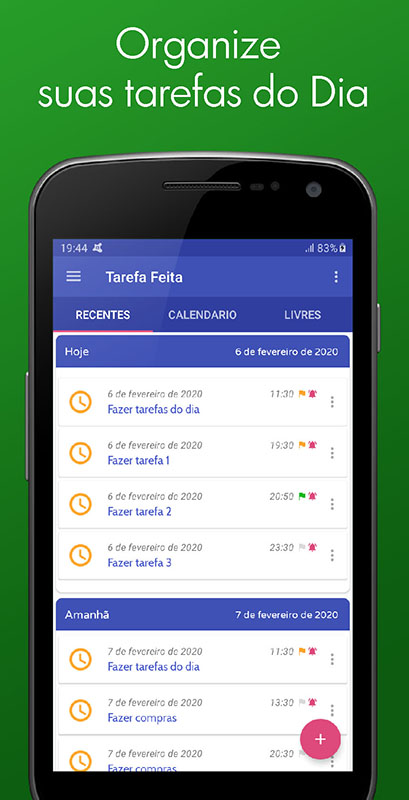 Organize
suas tarefas do Dia
19:44 83%
Tarefa Feita
RECENTES CALENDARIO LIVRES
Hoje 6 de fevereiro de 2020
6 de fevereiro de 2020 11:30
Fazer tarefas do dia
6 de fevereiro de 2020 19:30
Fazer tarefa 1
6 de fevereiro de 2020 20:50
Fazer tarefa 2
6 de fevereiro de 2020 23:30
Fazer tarefa 3
Amanhã 7 de fevereiro de 2020
7 de fevereiro de 2020 11:30
Fazer tarefas do dia
7 de fevereiro de 2020 13:30
Fazer compras
7 de fevereiro de 2020 20:30
Fazer compras